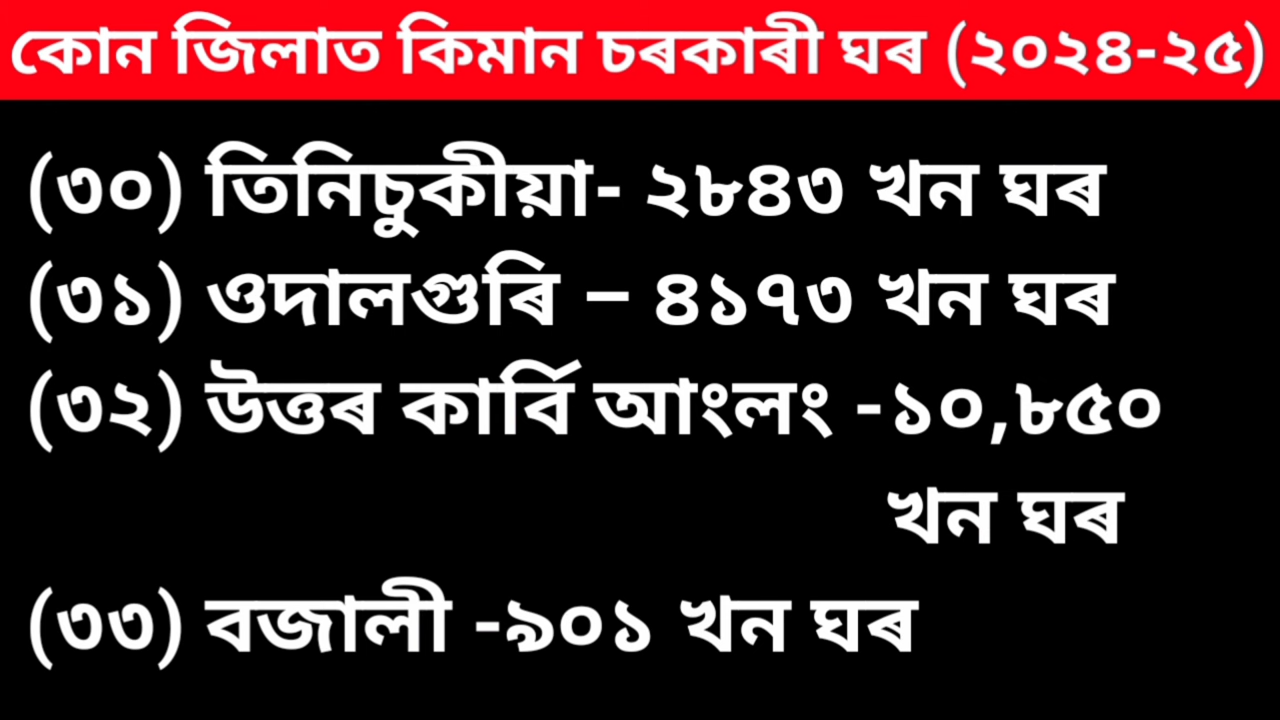 কোন জিলাত কিমান চৰকাৰী ঘৰ (২০২৪-২৫)
(৩০) তিনিচুকীয়া- ২৮৪৩ খন ঘৰ
(৩১) ওদালগুৰি – ৪১৭৩ খন ঘৰ
(৩২) উত্তৰ কাৰ্বি আংলং -১০,৮৫০
খন ঘৰ
(৩৩) বজালী -৯০১ খন ঘৰ